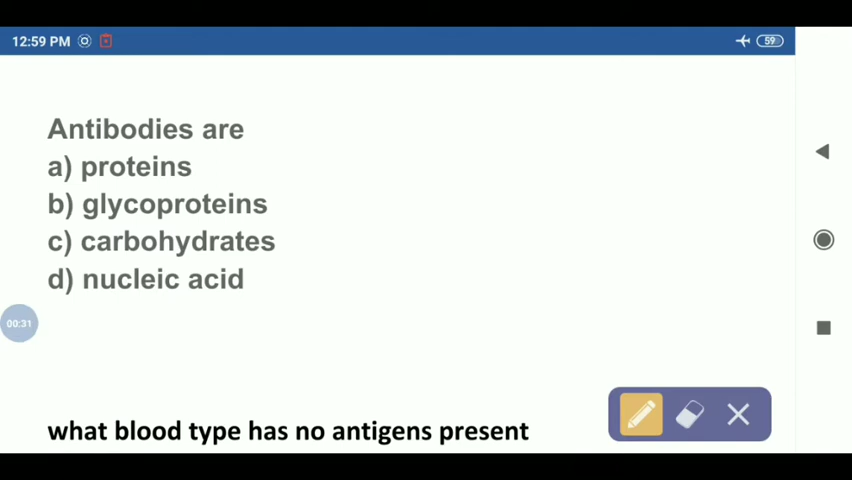 12:59 PM
59
Antibodies are
a) proteins
b) glycoproteins
c) carbohydrates
d) nucleic acid
00:31
what blood type has no antigens present